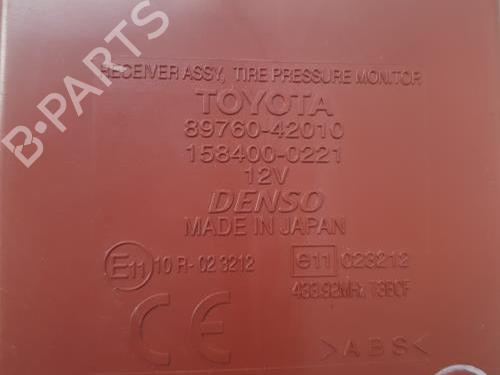 B-PARTS
RECEIVER ASSY, TIRE PRESSURE MONITOR
TOYOTA
89760-42010
158400-0221
12V
DENSO
MADE IN JAPAN
E11 10 R-02 3212 e11 023212
433.92MHz
CE >ABS<